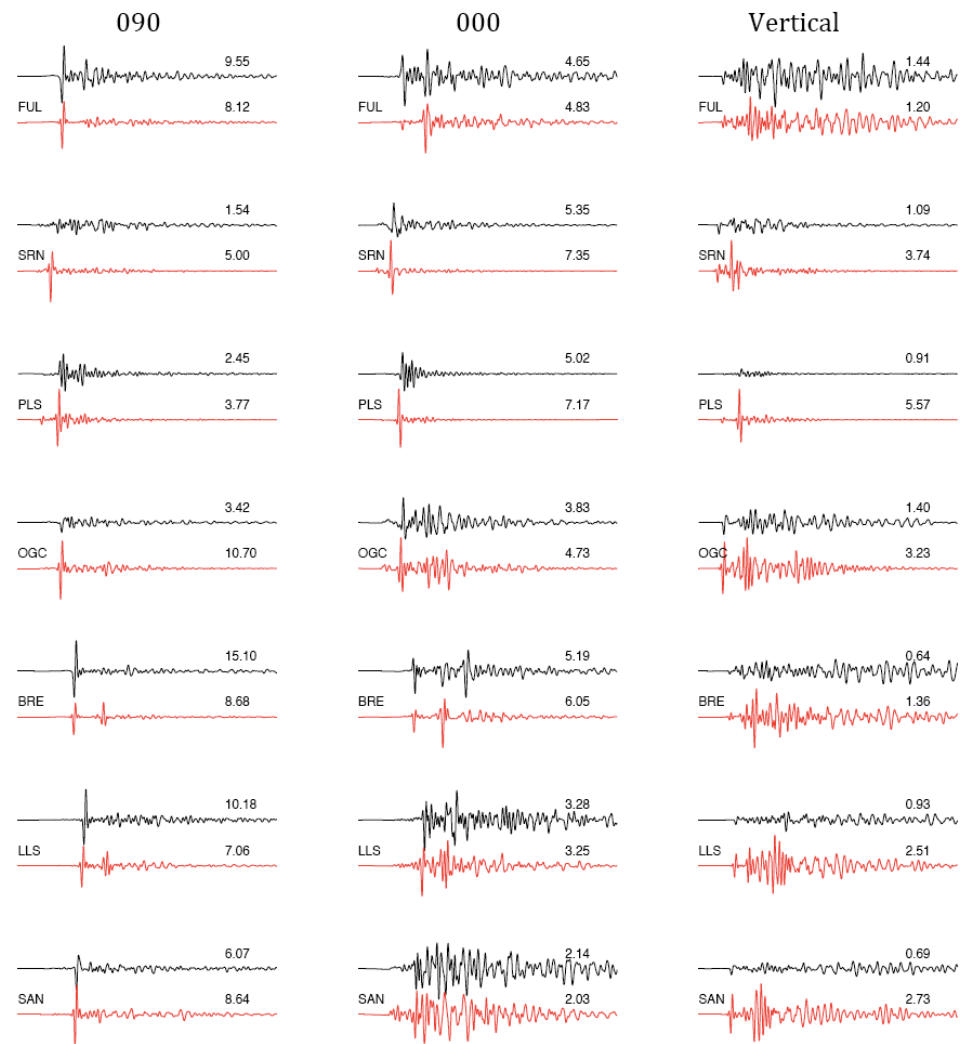 090 000 Vertical
9.55 4.65 1.44
FUL 8.12 FUL 4.83 FUL 1.20
1.54 5.35 1.09
SRN 5.00 SRN 7.35 SRN 3.74
2.45 5.02 0.91
PLS 3.77 PLS 7.17 PLS 5.57
3.42 3.83 1.40
OGC 10.70 OGC 4.73 OGC 3.23
15.10 5.19 0.64
BRE 8.68 BRE 6.05 BRE 1.36
10.18 3.28 0.93
LLS 7.06 LLS 3.25 LLS 2.51
6.07 2.14 0.69
SAN 8.64 SAN 2.03 SAN 2.73